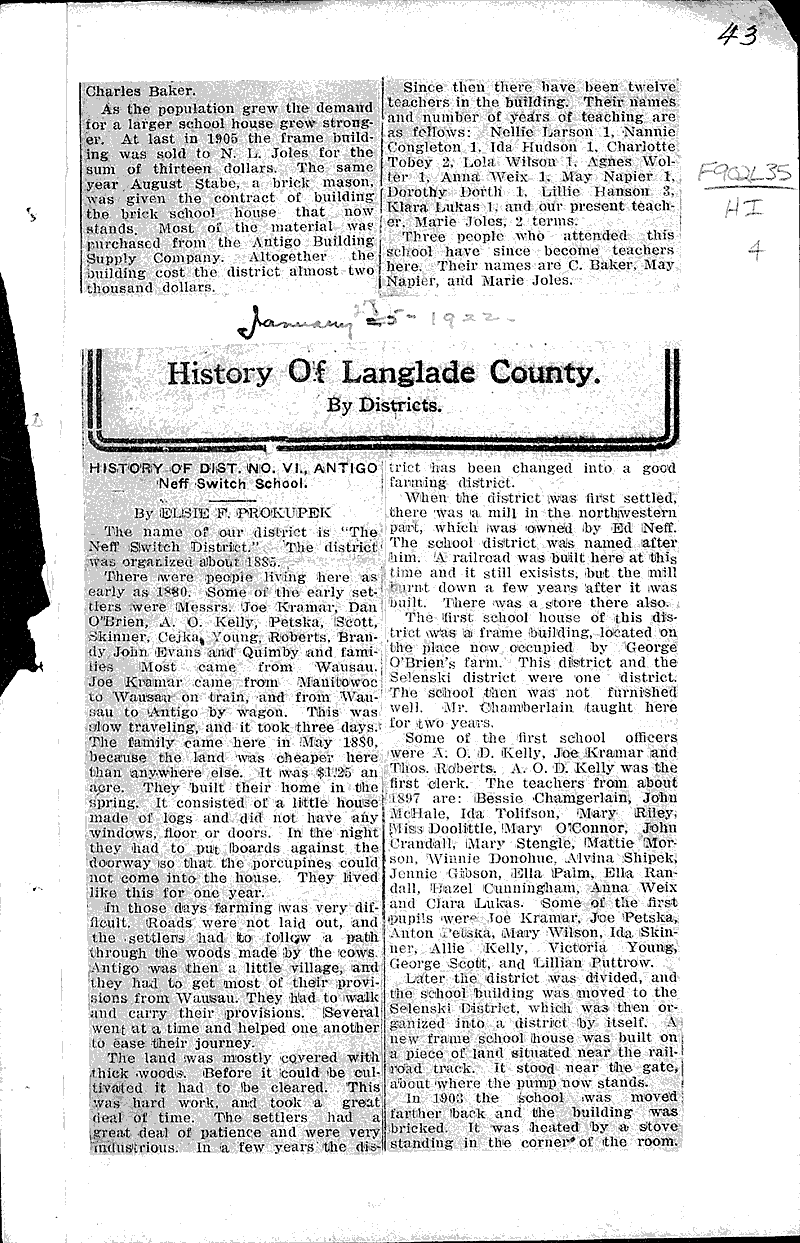 43
Charles Baker.
As the population grew the demand
for a larger school house grew strong-
er. At last in 1905 the frame build-
ing was sold to N. L. Joles for the
sum of thirteen dollars. The same
year August Stabe, a brick mason,
was given the contract of building
the brick school house that now
stands. Most of the material was
purchased from the Antigo Building
Supply Company. Altogether the
building cost the district almost two
thousand dollars.
Since then there have been twelve
teachers in the building. Their names
and number of years of teaching are
as fellows: Nellie Larson 1, Nannie
Congleton 1, Ida Hudson 1, Charlotte
Tobey 2, Lola Wilson 1, Agnes Wol-
ter 1, Anna Weix 1, May Napier 1,
Dorothy Dorth 1, Lillie Hanson 3,
Klara Lukas 1, and our present teach-
er, Marie Joles, 2 terms.
Three people who attended this
school have since become teachers
here. Their names are C. Baker, May
Napier, and Marie Joles.
F902L35
HI
4
January 25-1922-
History Of Langlade County.
By Districts.
HISTORY OF DIST. NO. VI., ANTIGO
Neff Switch School.
By ELSIE F. PROKUPEK
The name of our district is "The
Neff Switch District." The district
was organized about 1885.
There were people living here as
early as 1880. Some of the early set-
tlers were Messrs. Joe Kramar, Dan
O'Brien, A. O. Kelly, Petska, Scott,
Skinner, Cejka, Young, Roberts, Bran-
dy John Evans and Quimby and fami-
lies Most came from Wausau.
Joe Kramar came from Manitowoc
to Wausau on train, and from Wau-
sau to Antigo by wagon. This was
slow traveling, and it took three days.
The family came here in May 1880,
because the land was cheaper here
than anywhere else. It was $1.25 an
acre. They built their home in the
spring. It consisted of a little house
made of logs and did not have any
windows, floor or doors. In the night
they had to put boards against the
doorway so that the porcupines could
not come into the house. They lived
like this for one year.
In those days farming was very dif-
ficult. Roads were not laid out, and
the settlers had to follow a path
through the woods made by the cows.
Antigo was then a little village, and
they had to get most of their provi-
sions from Wausau. They had to walk
and carry their provisions. Several
went at a time and helped one another
to ease their journey.
The land was mostly covered with
thick woods. Before it could be cul-
tivated it had to be cleared. This
was hard work, and took a great
deal of time. The settlers had a
great deal of patience and were very
industrious. In a few years the dis-
trict has been changed into a good
farming district.
When the district was first settled,
there was a mill in the northwestern
part, which was owned by Ed Neff.
The school district was named after
him. A railroad was built here at this
time and it still exisists, but the mill
burnt down a few years after it was
built. There was a store there also.
The first school house of this dis-
trict was a frame building, located on
the place now occupied by George
O'Brien's farm. This district and the
Selenski district were one district.
The school then was not furnished
well. Mr. Chamberlain taught here
for two years.
Some of the first school officers
were A. O. D. Kelly, Joe Kramar and
Thos. Roberts. A. O. D. Kelly was the
first clerk. The teachers from about
1897 are: Bessie Chamgerlain, John
McHale, Ida Tolifson, Mary Riley,
Miss Doolittle, Mary O'Connor, John
Crandall, Mary Stengle, Mattie Mor-
son, Winnie Donohue, Alvina Shipek,
Jennie Gibson, Ella Palm, Ella Ran-
dall, Hazel Cunningham, Anna Weix
and Clara Lukas. Some of the first
pupils were Joe Kramar, Joe Petska,
Anton Petska, Mary Wilson, Ida Skin-
ner, Allie Kelly, Victoria Young,
George Scott, and Lillian Puttrow.
Later the district was divided, and
the school building was moved to the
Selenski District, which was then or-
ganized into a district by itself. A
new frame school house was built on
a piece of land situated near the rail-
road track. It stood near the gate,
about where the pump now stands.
In 1903 the school was moved
farther back and the building was
bricked. It was heated by a stove
standing in the corner of the room.